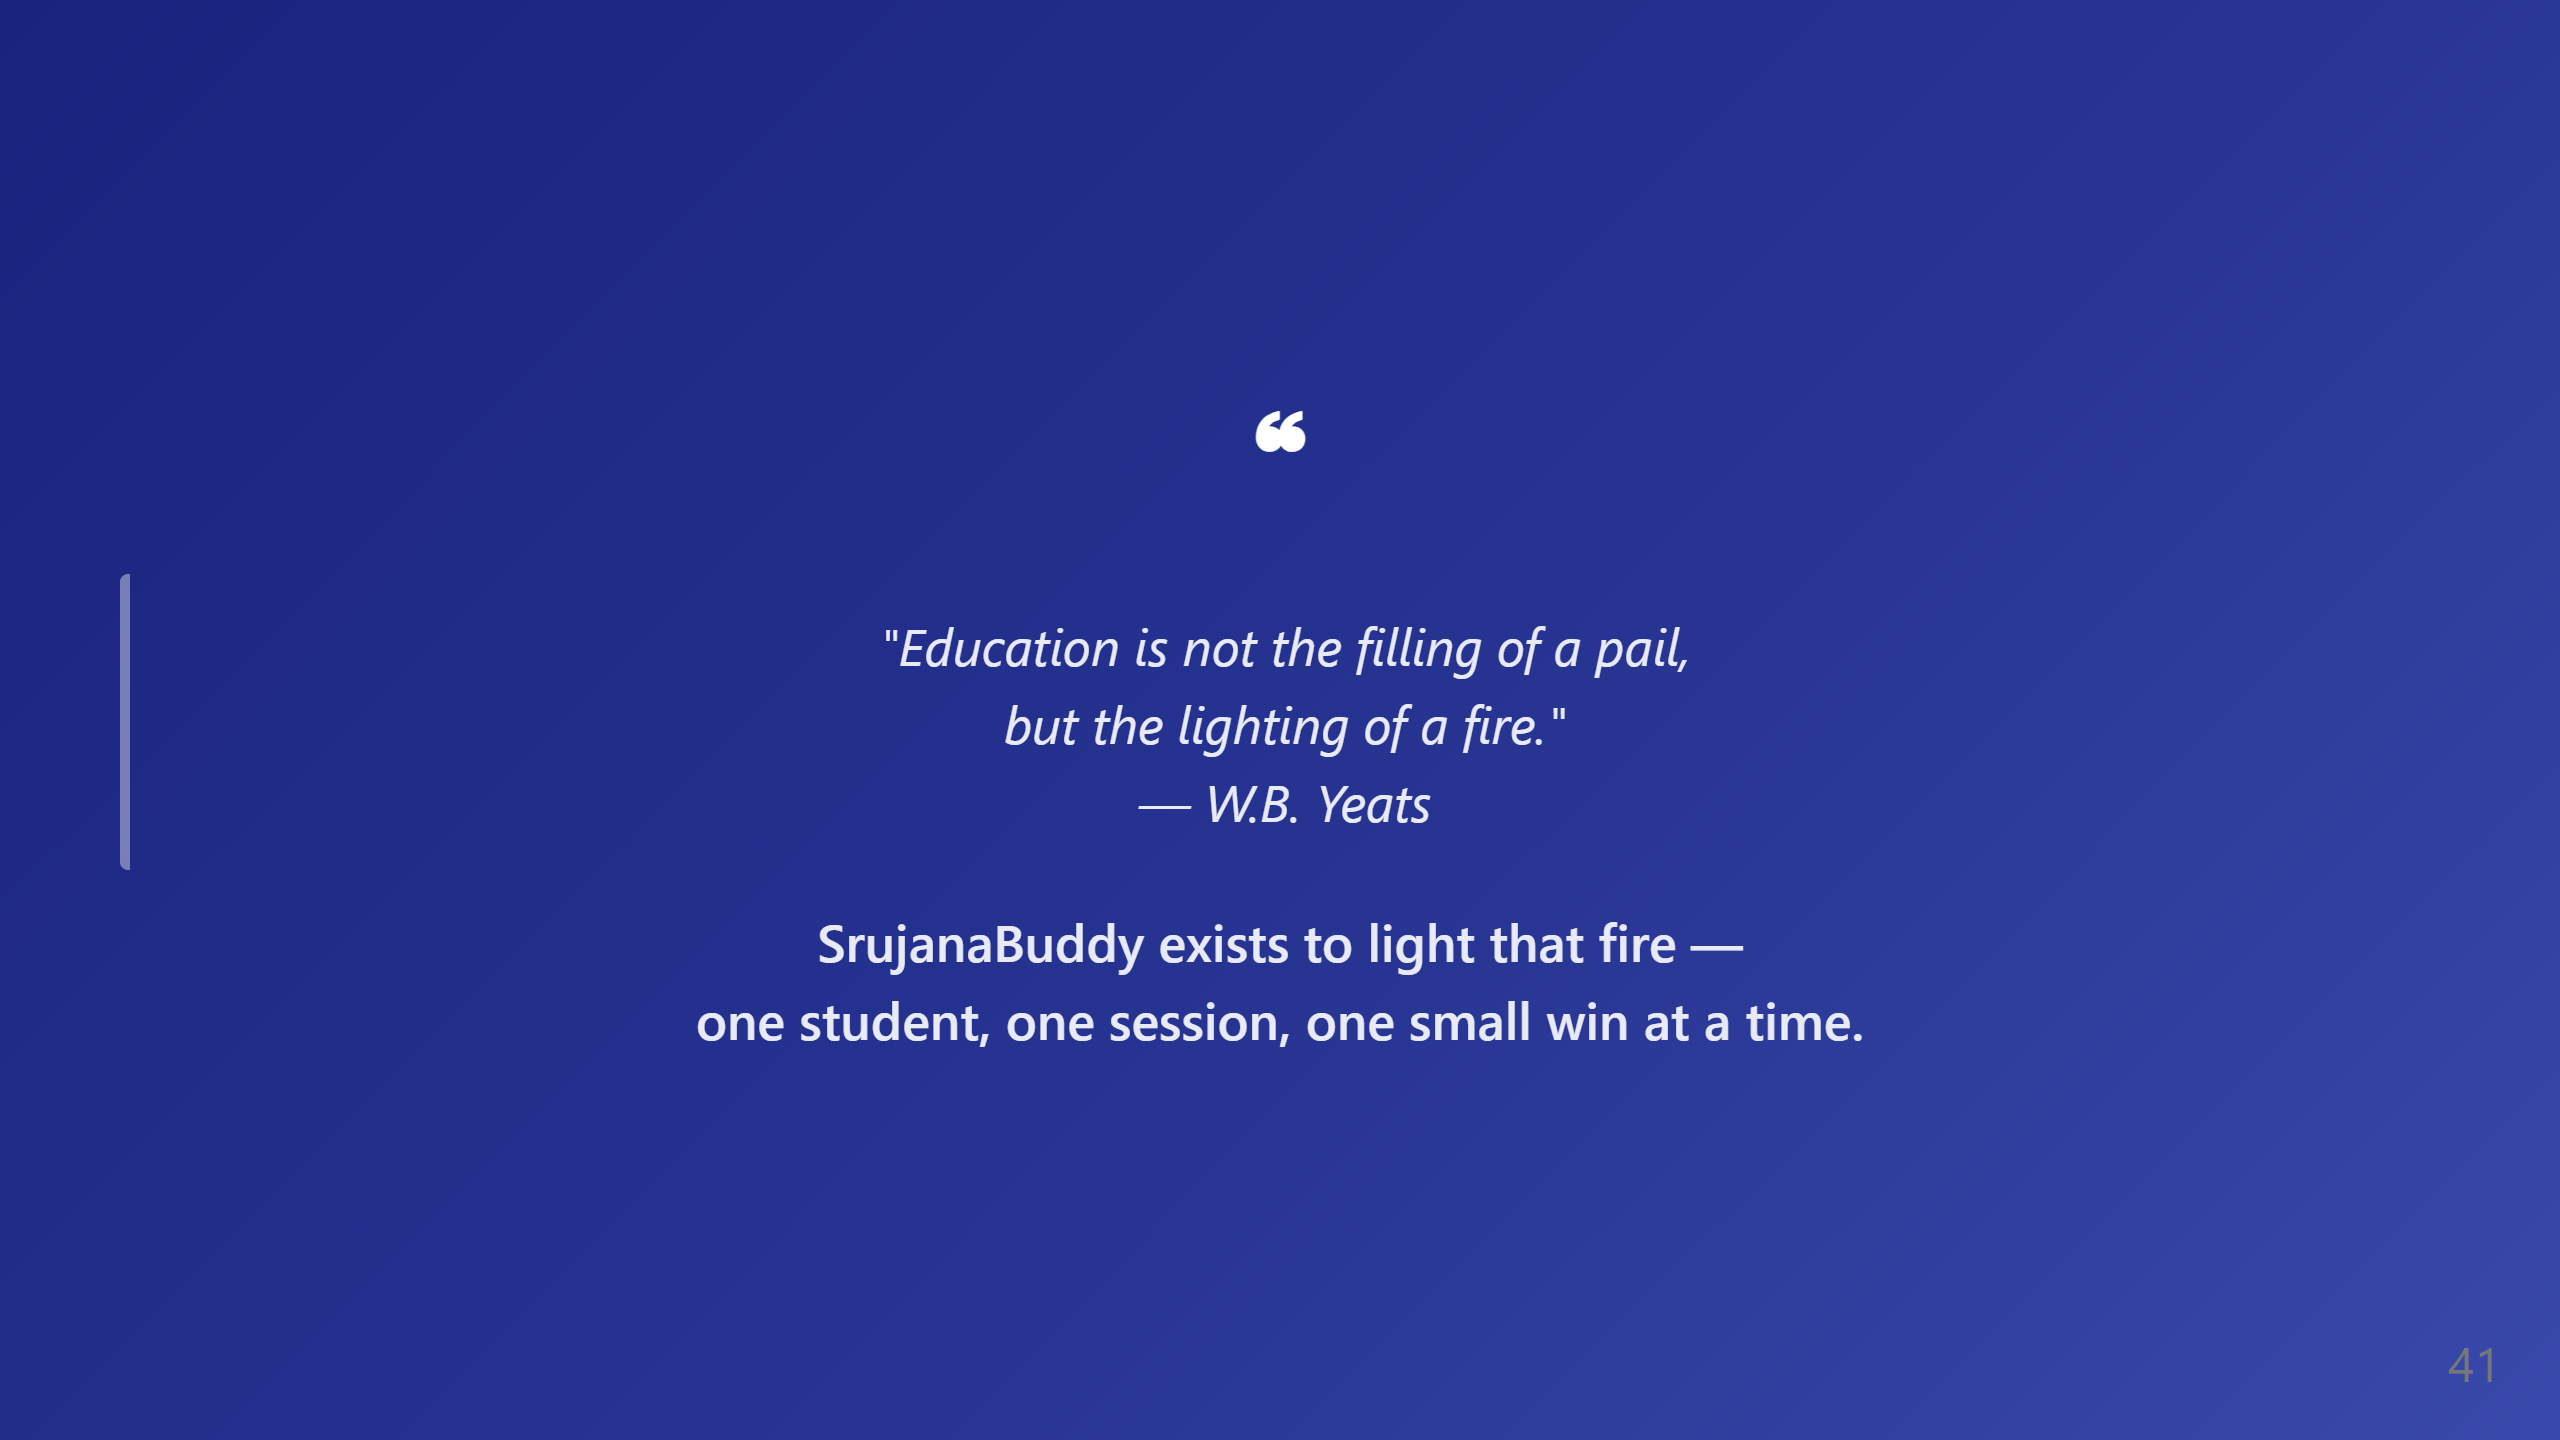 ❝
"Education is not the filling of a pail,
but the lighting of a fire."
— W.B. Yeats
SrujanaBuddy exists to light that fire —
one student, one session, one small win at a time.
41